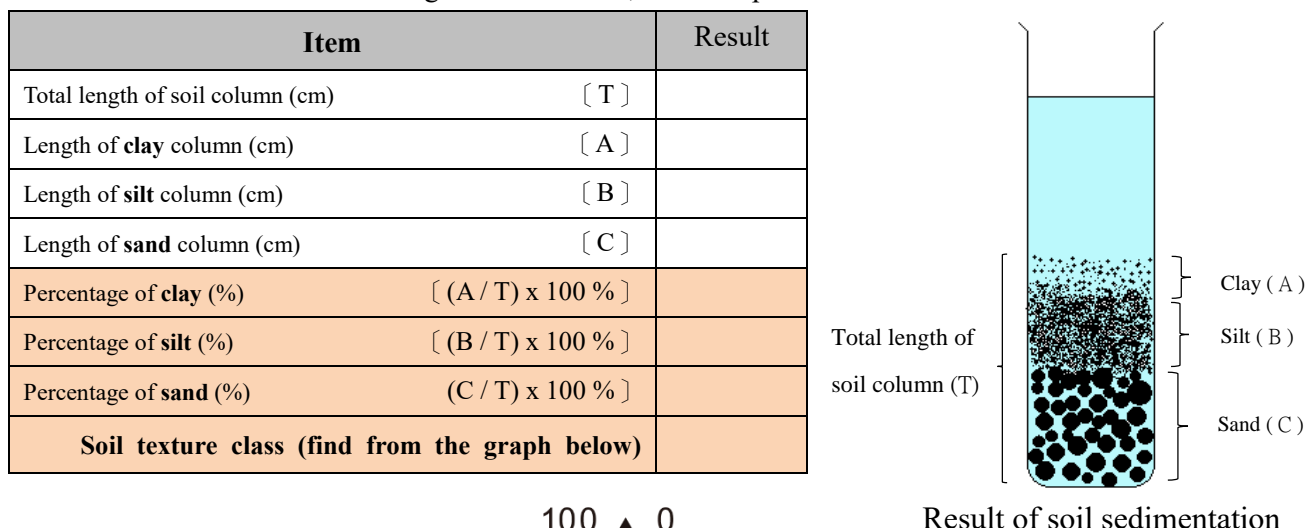 Item Result
Total length of soil column (cm) 〔 T 〕
Length of clay column (cm) 〔 A 〕
Length of silt column (cm) 〔 B 〕
Length of sand column (cm) 〔 C 〕
Percentage of clay (%) 〔 (A / T) x 100 % 〕
Percentage of silt (%) 〔 (B / T) x 100 % 〕
Percentage of sand (%) (C / T) x 100 % 〕
Soil texture class (find from the graph below)
Clay ( A )
Silt ( B )
Total length of
soil column (T)
Sand ( C )
100 0
Result of soil sedimentation